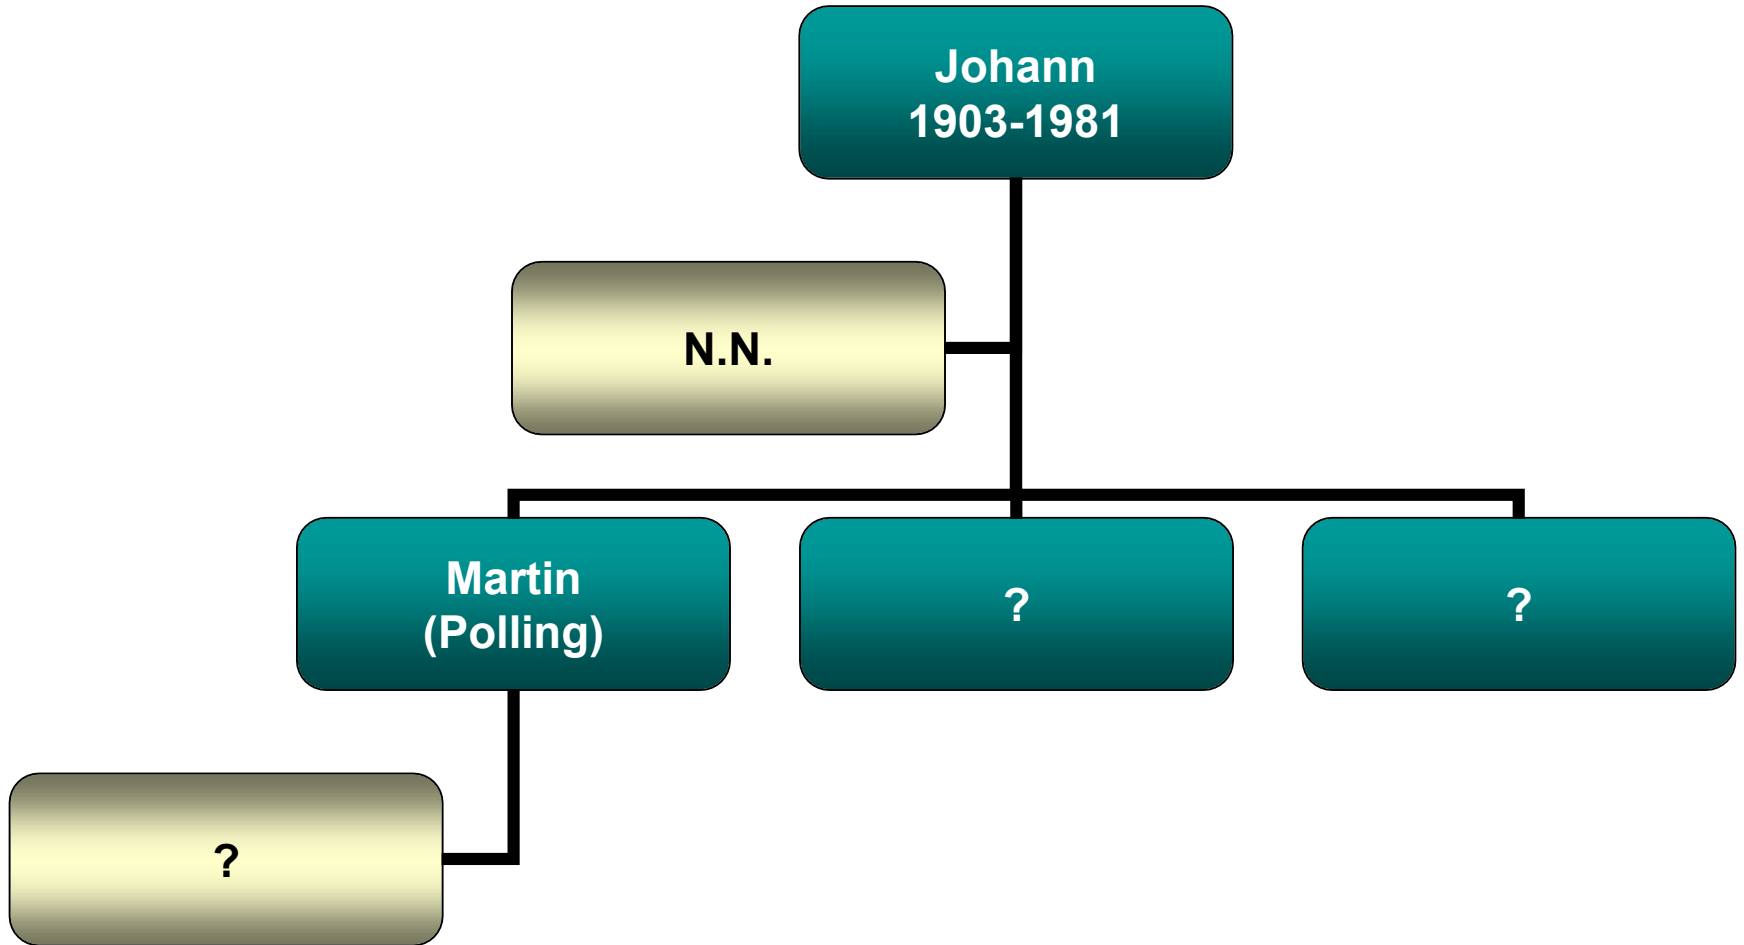 Johann
1903-1981
N.N.
Martin
(Polling)
?
?
?